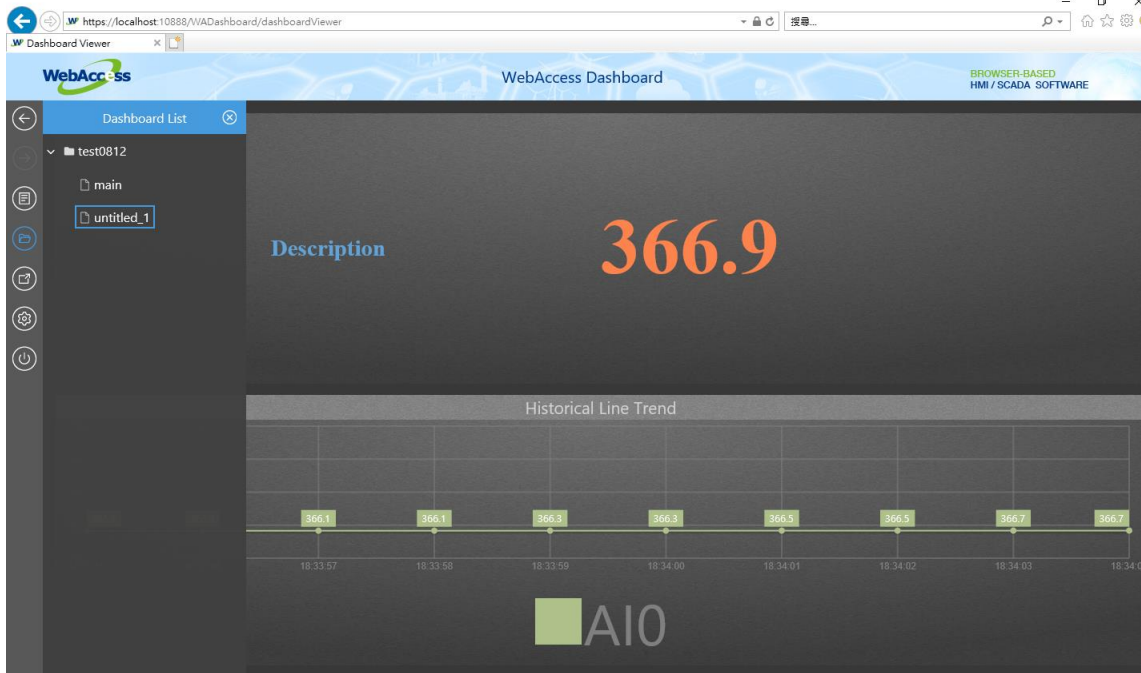 https://localhost:10888/WADashboard/dashboardViewer
搜尋...
Dashboard Viewer
WebAccess
WebAccess Dashboard
BROWSER-BASED
HMI / SCADA SOFTWARE
Dashboard List
test0812
main
untitled_1
Description
366.9
Historical Line Trend
366.1 366.1 366.3 366.3 366.5 366.5 366.7 366.7
18:33:57 18:33:58 18:33:59 18:34:00 18:34:01 18:34:02 18:34:03 18:34:0
AI0